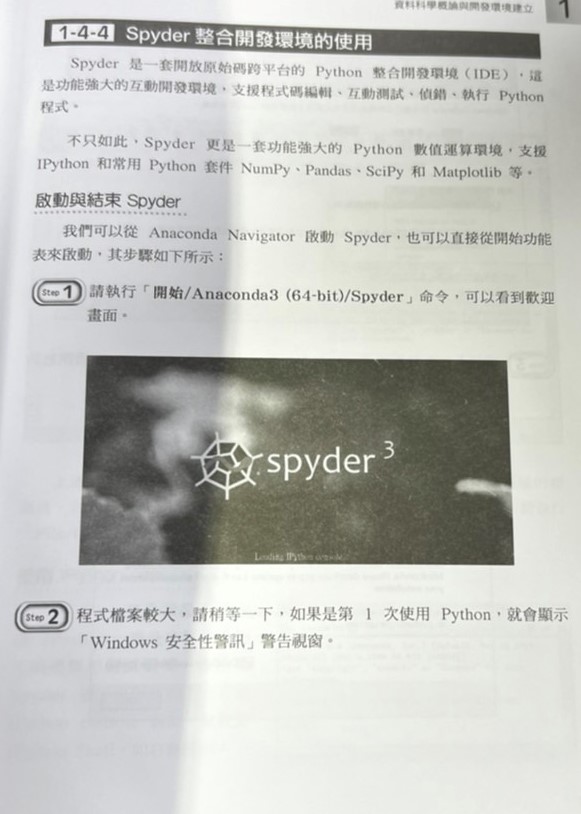 資料科學概論與開發環境建立
1
1-4-4 Spyder 整合開發環境的使用
Spyder 是一套開放原始碼跨平台的 Python 整合開發環境（IDE），這
是功能強大的互動開發環境，支援程式碼編輯、互動測試、偵錯、執行 Python
程式。
不只如此，Spyder 更是一套功能強大的 Python 數值運算環境，支援
IPython 和常用 Python 套件 NumPy、Pandas、SciPy 和 Matplotlib 等。
啟動與結束 Spyder
我們可以從 Anaconda Navigator 啟動 Spyder，也可以直接從開始功能
表來啟動，其步驟如下所示：
Step 1 請執行「開始/Anaconda3 (64-bit)/Spyder」命令，可以看到歡迎
畫面。
spyder 3
Loading IPython console...
Step 2 程式檔案較大，請稍等一下，如果是第 1 次使用 Python，就會顯示
「Windows 安全性警訊」警告視窗。